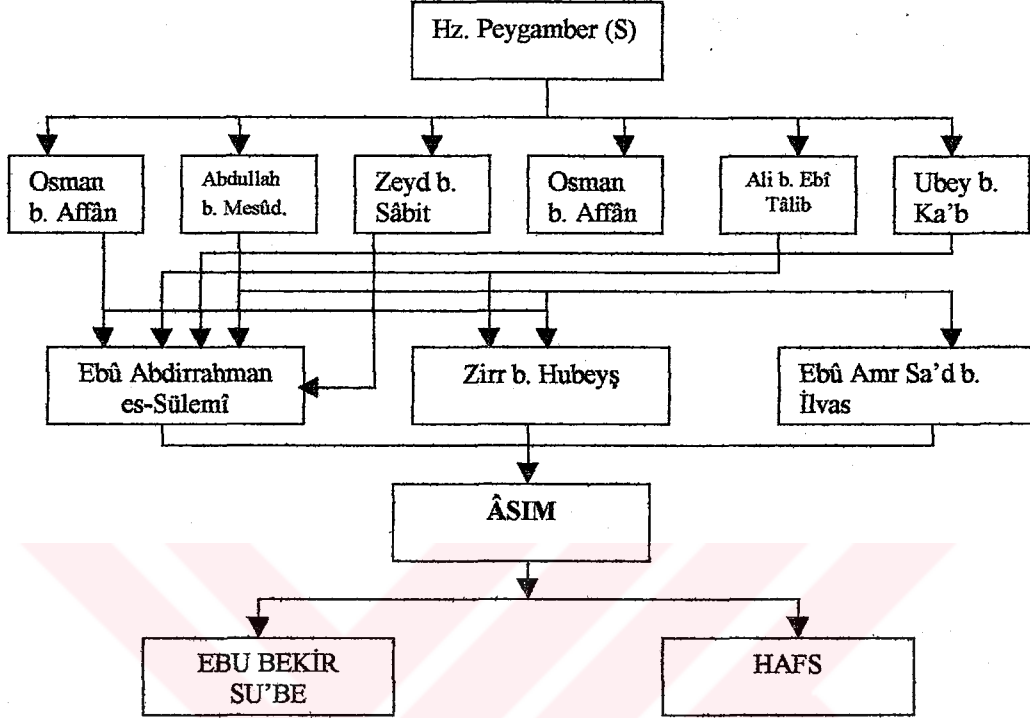 Hz. Peygamber (S)
Osman
b. Affân
Abdullah
b. Mesûd.
Zeyd b.
Sâbit
Osman
b. Affân
Ali b. Ebî
Tâlib
Ubey b.
Ka'b
Ebû Abdirrahman
es-Sülemî
Zirr b. Hubeyş
Ebû Amr Sa'd b.
İlvas
ÂSIM
EBU BEKİR
SU'BE
HAFS